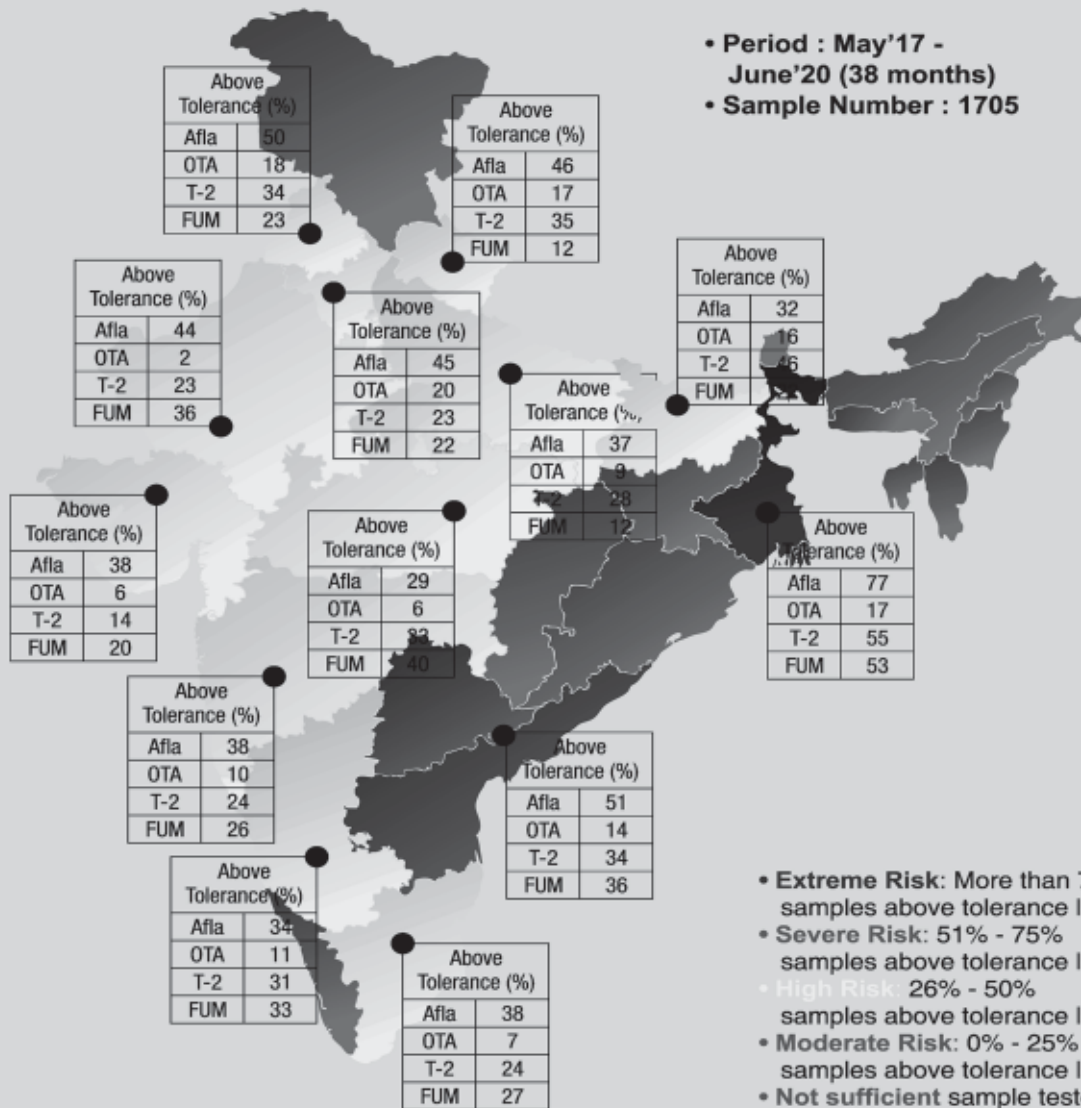 • Period : May'17 -
June'20 (38 months)
• Sample Number : 1705
Above
Tolerance (%)
Afla 50
OTA 18
T-2 34
FUM 23
Above
Tolerance (%)
Afla 46
OTA 17
T-2 35
FUM 12
Above
Tolerance (%)
Afla 32
OTA 16
T-2 46
FUM
Above
Tolerance (%)
Afla 44
OTA 2
T-2 23
FUM 36
Above
Tolerance (%)
Afla 45
OTA 20
T-2 23
FUM 22
Above
Tolerance (%)
Afla 37
OTA 9
T-2 28
FUM 12
Above
Tolerance (%)
Afla 38
OTA 6
T-2 14
FUM 20
Above
Tolerance (%)
Afla 29
OTA 6
T-2 33
FUM 40
Above
Tolerance (%)
Afla 77
OTA 17
T-2 55
FUM 53
Above
Tolerance (%)
Afla 38
OTA 10
T-2 24
FUM 26
Above
Tolerance (%)
Afla 51
OTA 14
T-2 34
FUM 36
Above
Tolerance (%)
Afla 34
OTA 11
T-2 31
FUM 33
Above
Tolerance (%)
Afla 38
OTA 7
T-2 24
FUM 27
• Extreme Risk: More than
samples above tolerance
• Severe Risk: 51% - 75%
samples above tolerance
• High Risk: 26% - 50%
samples above tolerance
• Moderate Risk: 0% - 25%
samples above tolerance
• Not sufficient sample